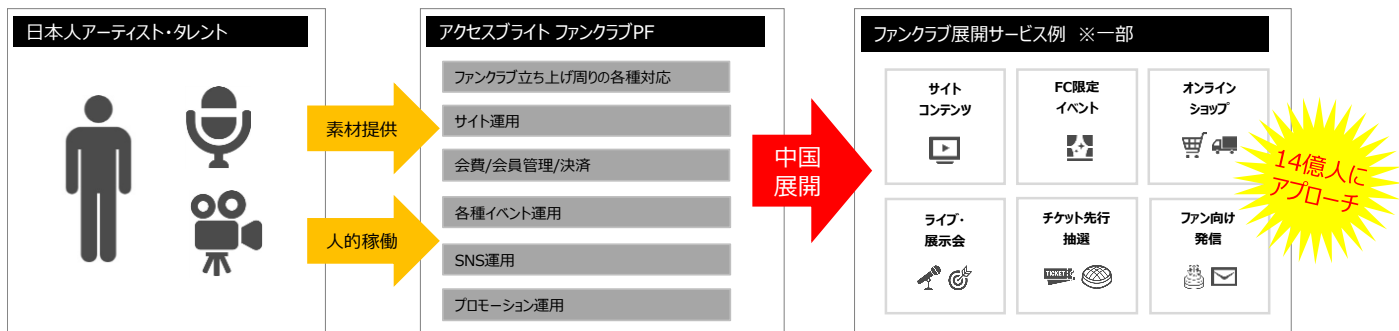 日本人アーティスト・タレント
素材提供
人的稼働
アクセスブライト ファンクラブPF
ファンクラブ立ち上げ周りの各種対応
サイト運用
会費/会員管理/決済
各種イベント運用
SNS運用
プロモーション運用
中国
展開
ファンクラブ展開サービス例 ※一部
サイト
コンテンツ
FC限定
イベント
オンライン
ショップ
ライブ・
展示会
チケット先行
抽選
TICKET
ファン向け
発信
14億人に
アプローチ